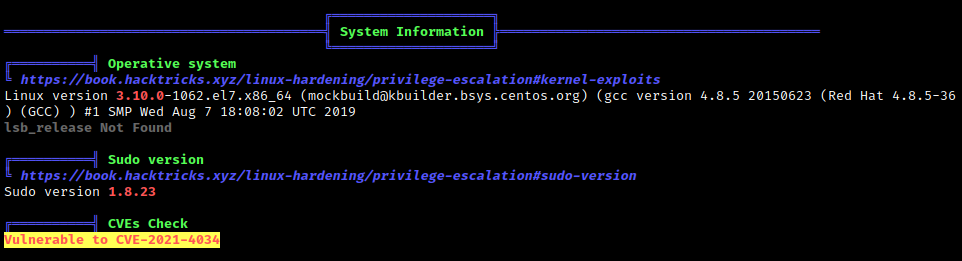 System Information
Operative system
https://book.hacktricks.xyz/linux-hardening/privilege-escalation#kernel-exploits
Linux version 3.10.0-1062.el7.x86_64 (mockbuild@kbuilder.bsys.centos.org) (gcc version 4.8.5 20150623 (Red Hat 4.8.5-36
) (GCC) ) #1 SMP Wed Aug 7 18:08:02 UTC 2019
lsb_release Not Found
Sudo version
https://book.hacktricks.xyz/linux-hardening/privilege-escalation#sudo-version
Sudo version 1.8.23
CVEs Check
Vulnerable to CVE-2021-4034